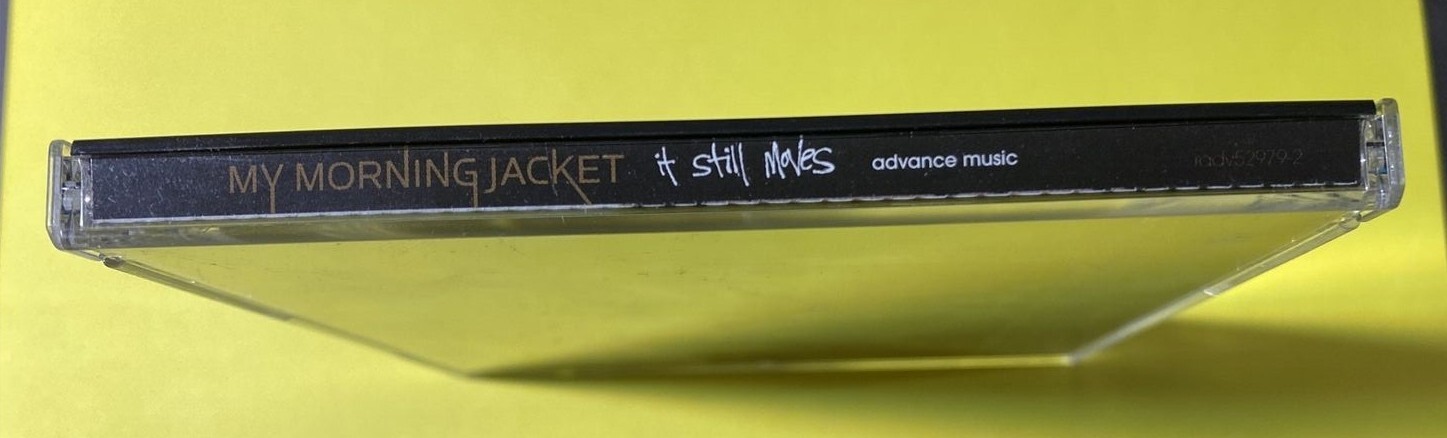 MY MORNING JACKET it still moves advance music radv52979-2